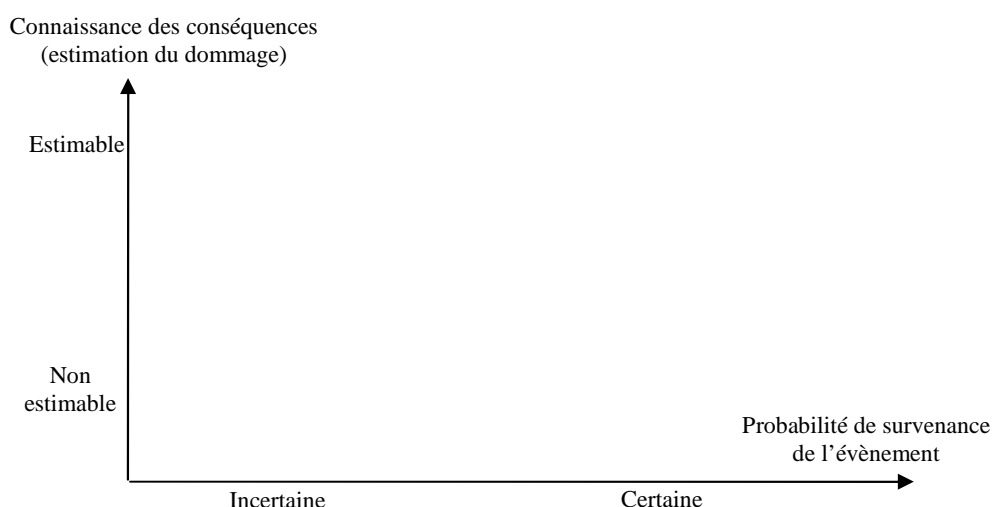 Connaissance des conséquences
(estimation du dommage)
Estimable
Non
estimable
Probabilité de survenance
de l’évènement
Incertaine
Certaine